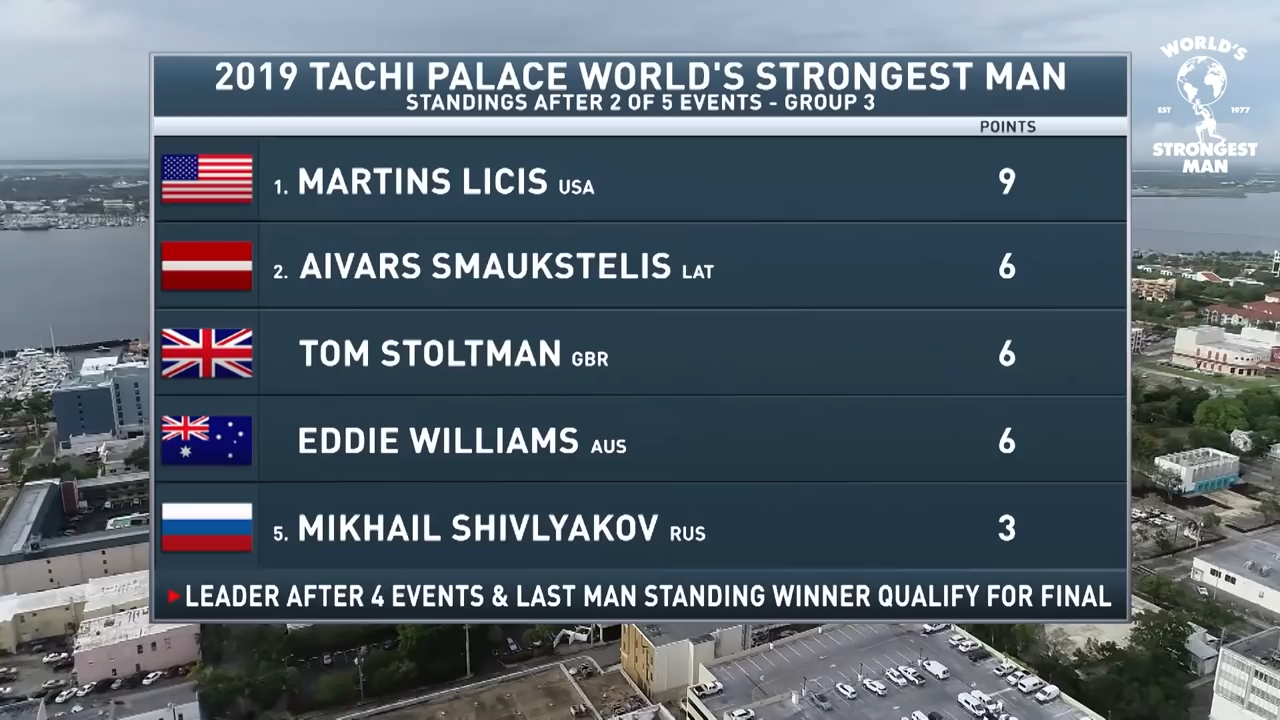 2019 TACHI PALACE WORLD'S STRONGEST MAN
STANDINGS AFTER 2 OF 5 EVENTS - GROUP 3
POINTS
1. MARTINS LICIS USA 9
2. AIVARS SMAUKSTELIS LAT 6
TOM STOLTMAN GBR 6
EDDIE WILLIAMS AUS 6
5. MIKHAIL SHIVLYAKOV RUS 3
LEADER AFTER 4 EVENTS & LAST MAN STANDING WINNER QUALIFY FOR FINAL
WORLD'S
EST 1977
STRONGEST
MAN